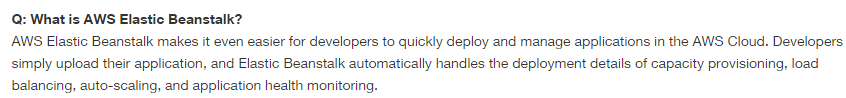 Q: What is AWS Elastic Beanstalk?
AWS Elastic Beanstalk makes it even easier for developers to quickly deploy and manage applications in the AWS Cloud. Developers
simply upload their application, and Elastic Beanstalk automatically handles the deployment details of capacity provisioning, load
balancing, auto-scaling, and application health monitoring.